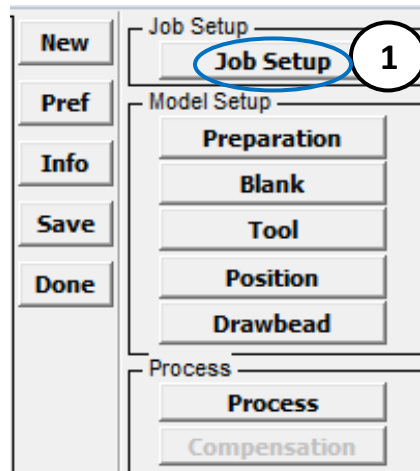 New
Pref
Info
Save
Done
Job Setup
Job Setup
1
Model Setup
Preparation
Blank
Tool
Position
Drawbead
Process
Process
Compensation